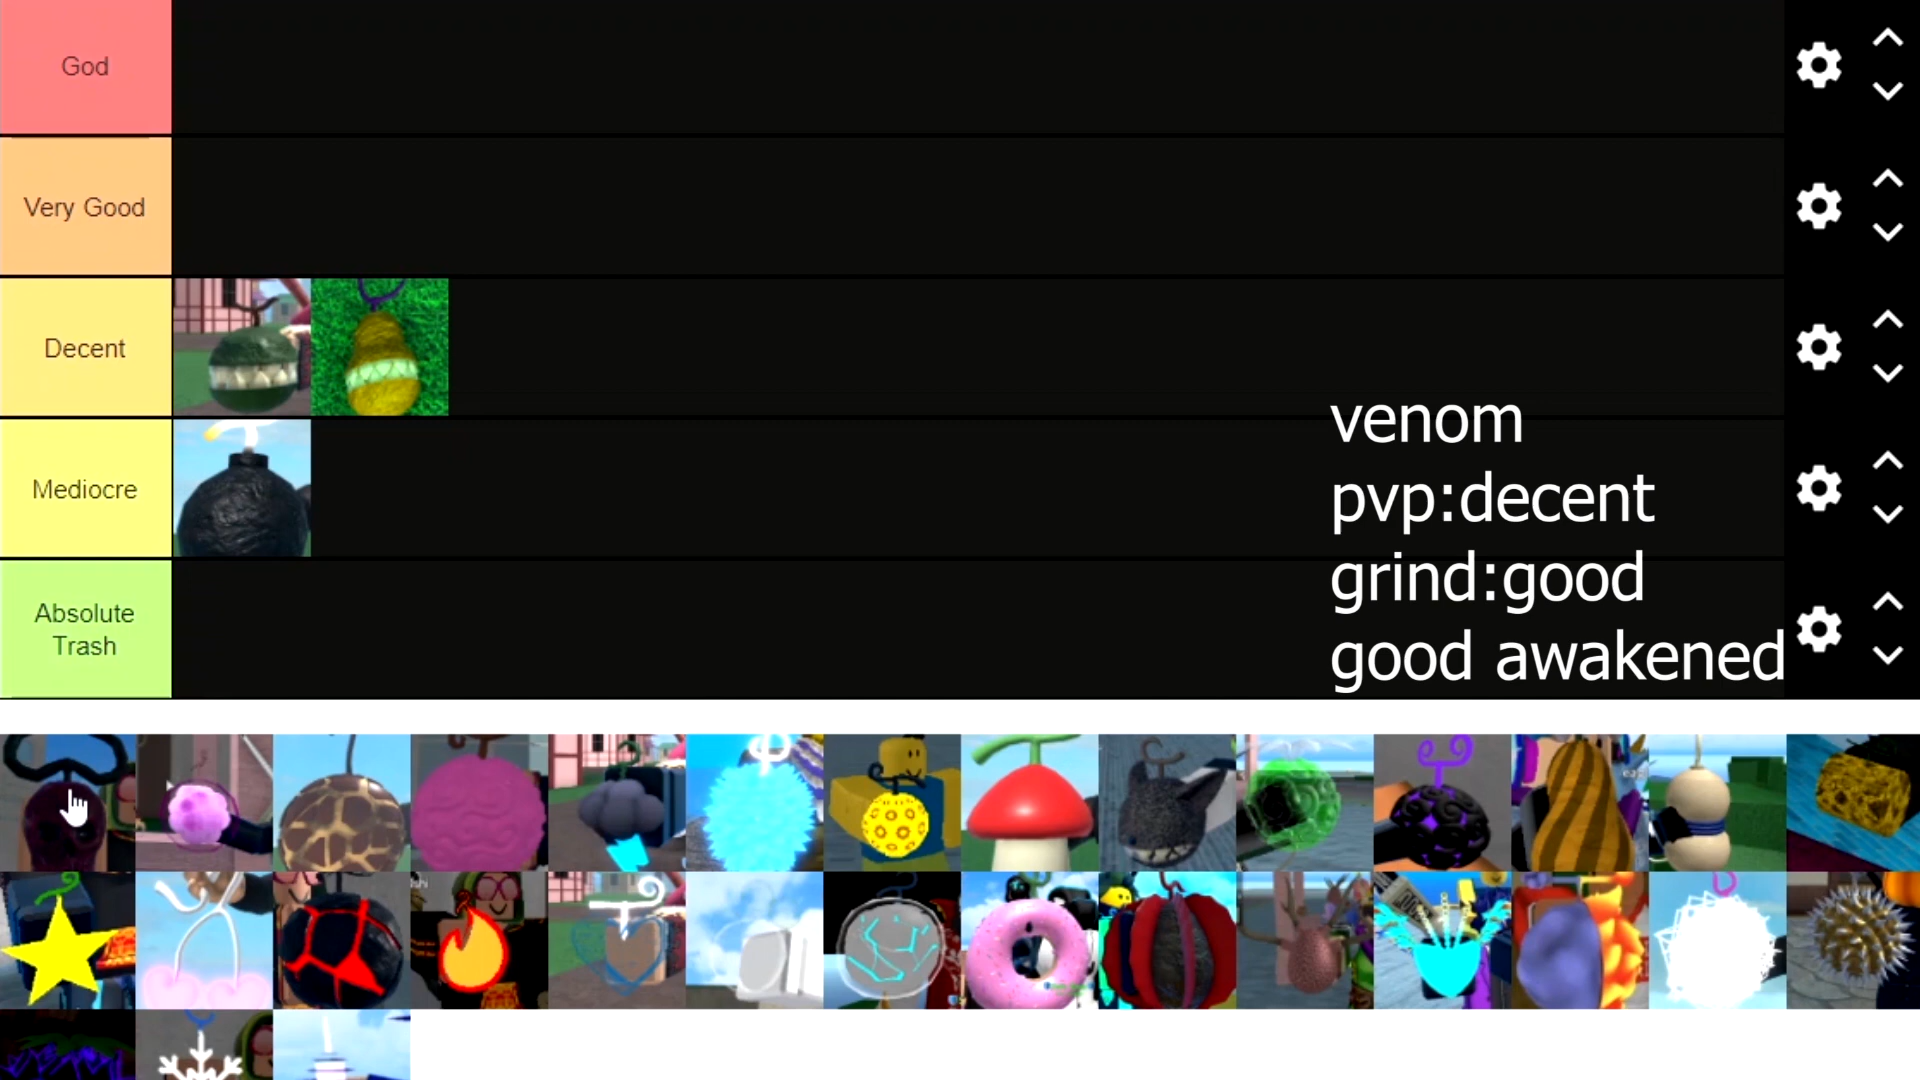 God
Very Good
Decent
Mediocre
Absolute
Trash
venom
pvp:decent
grind:good
good awakened